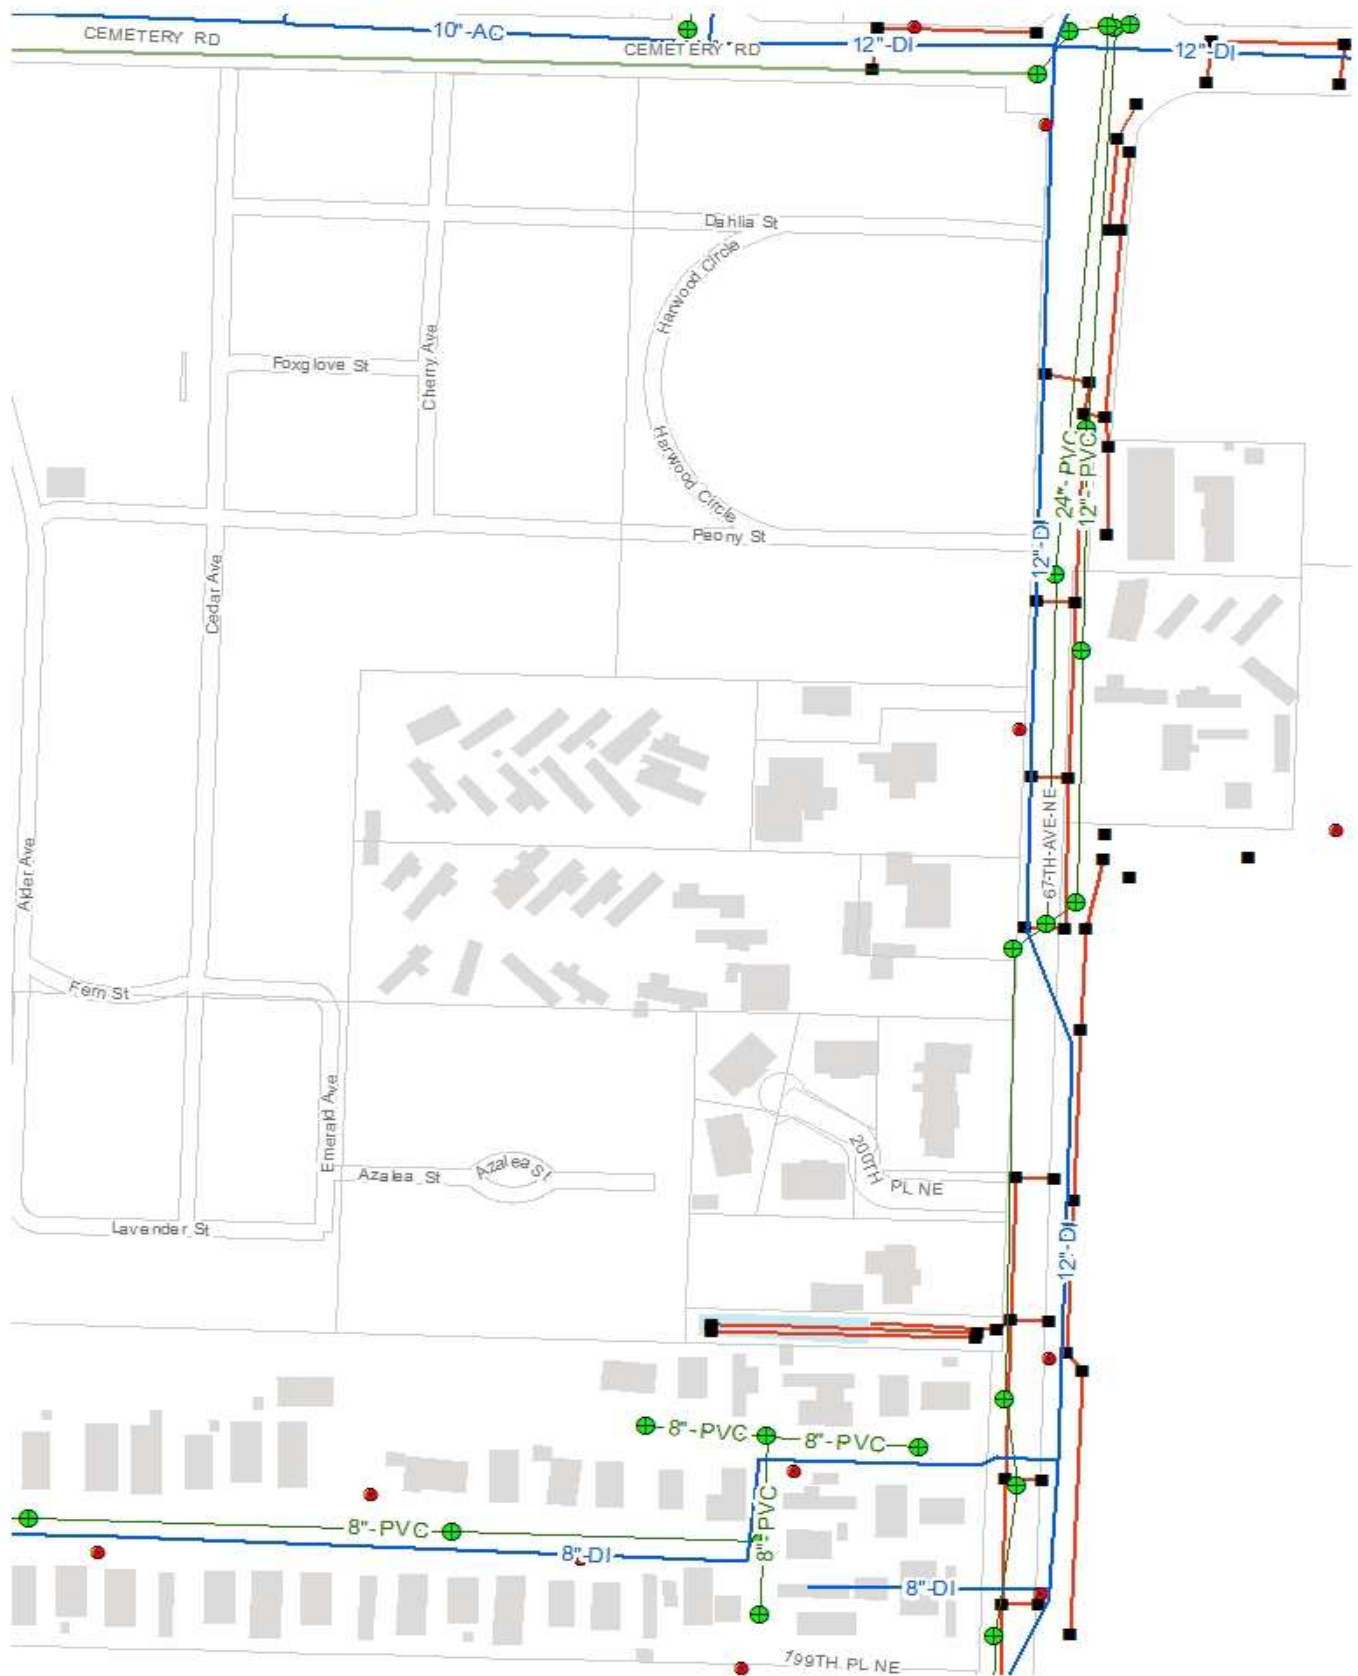 10"-AC
CEMETERY RD
CEMETERY RD
12"-DI
12"-DI
Dahlia St
Harwood Circle
Foxglove St
Cherry Ave
Harwood Circle
24"-PVC
12"-PVC
Peony St
12"-DI
Cedar Ave
67TH-AVE-NE
Alder Ave
Fern St
Emerald Ave
Azalea St
Azalea St
200TH
PL NE
Lavender St
12"-DI
8"-PVC
8"-PVC
8"-PVC
8"-PVC
8"-DI
8"-DI
199TH PL NE